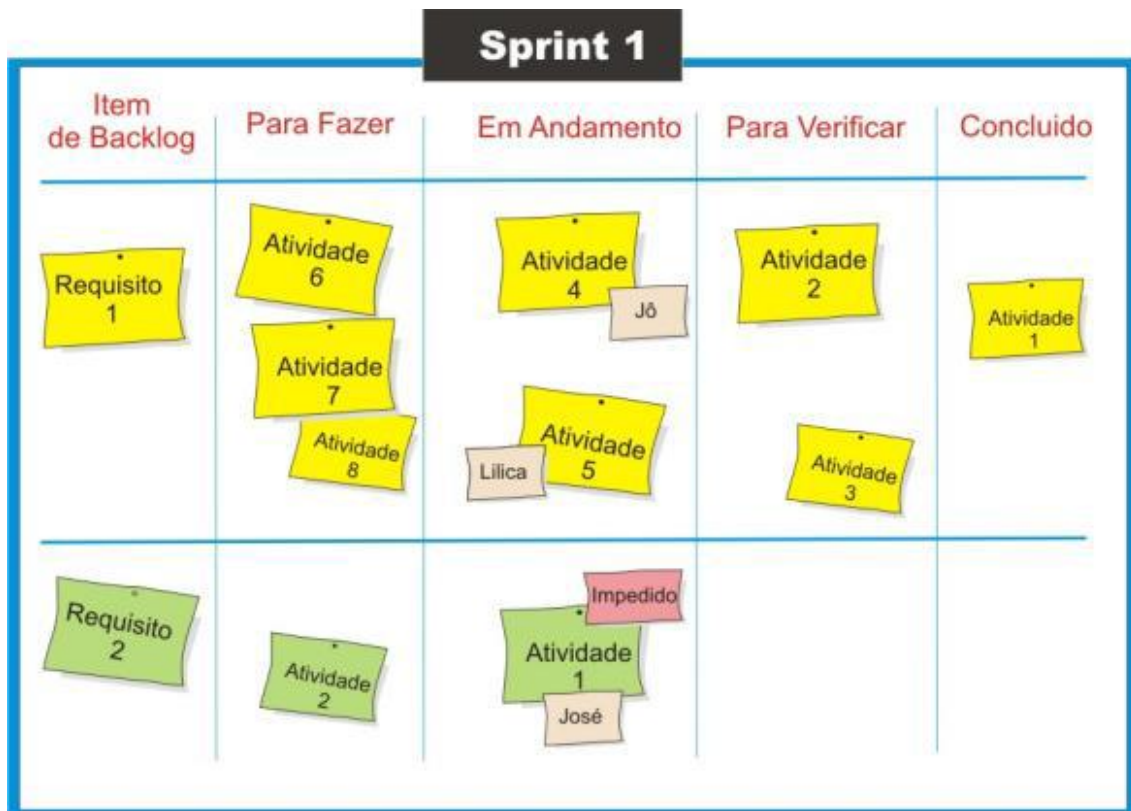 Sprint 1
Item
de Backlog
Para Fazer
Em Andamento
Para Verificar
Concluido
Requisito
1
Atividade
6
Atividade
7
Atividade
8
Atividade
4
Jô
Lilica
Atividade
5
Atividade
2
Atividade
3
Atividade
1
Requisito
2
Atividade
2
Impedido
Atividade
1
José